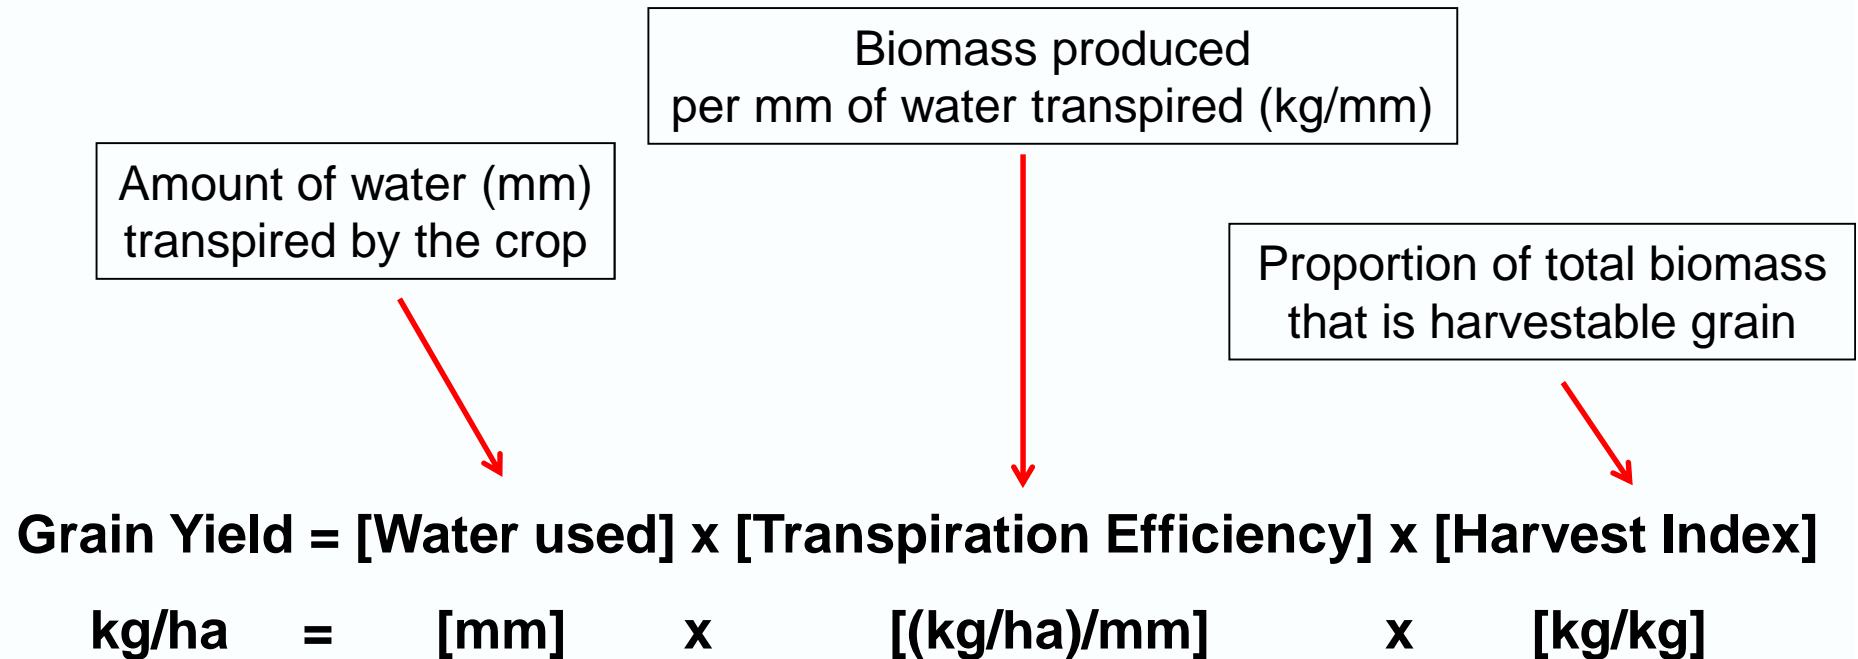 Biomass produced
per mm of water transpired (kg/mm)
Amount of water (mm)
transpired by the crop
Proportion of total biomass
that is harvestable grain
Grain Yield = [Water used] x [Transpiration Efficiency] x [Harvest Index]
kg/ha = [mm] x [(kg/ha)/mm] x [kg/kg]